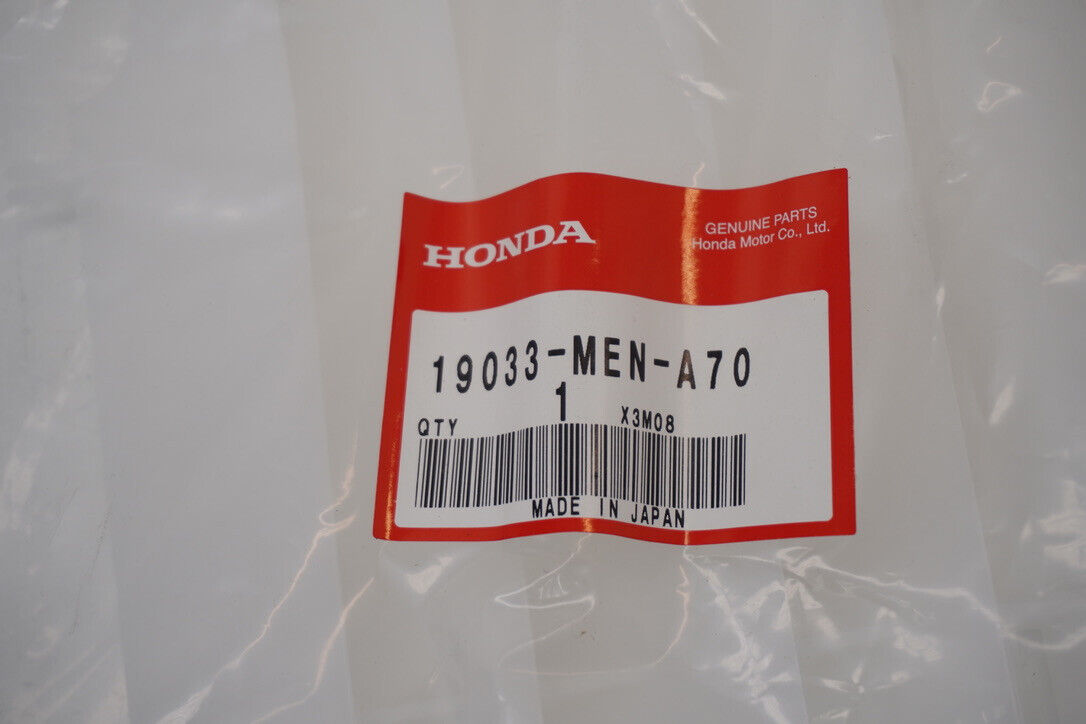 HONDA
GENUINE PARTS
Honda Motor Co., Ltd.
19033-MEN-A70
QTY 1 X3M08
MADE IN JAPAN